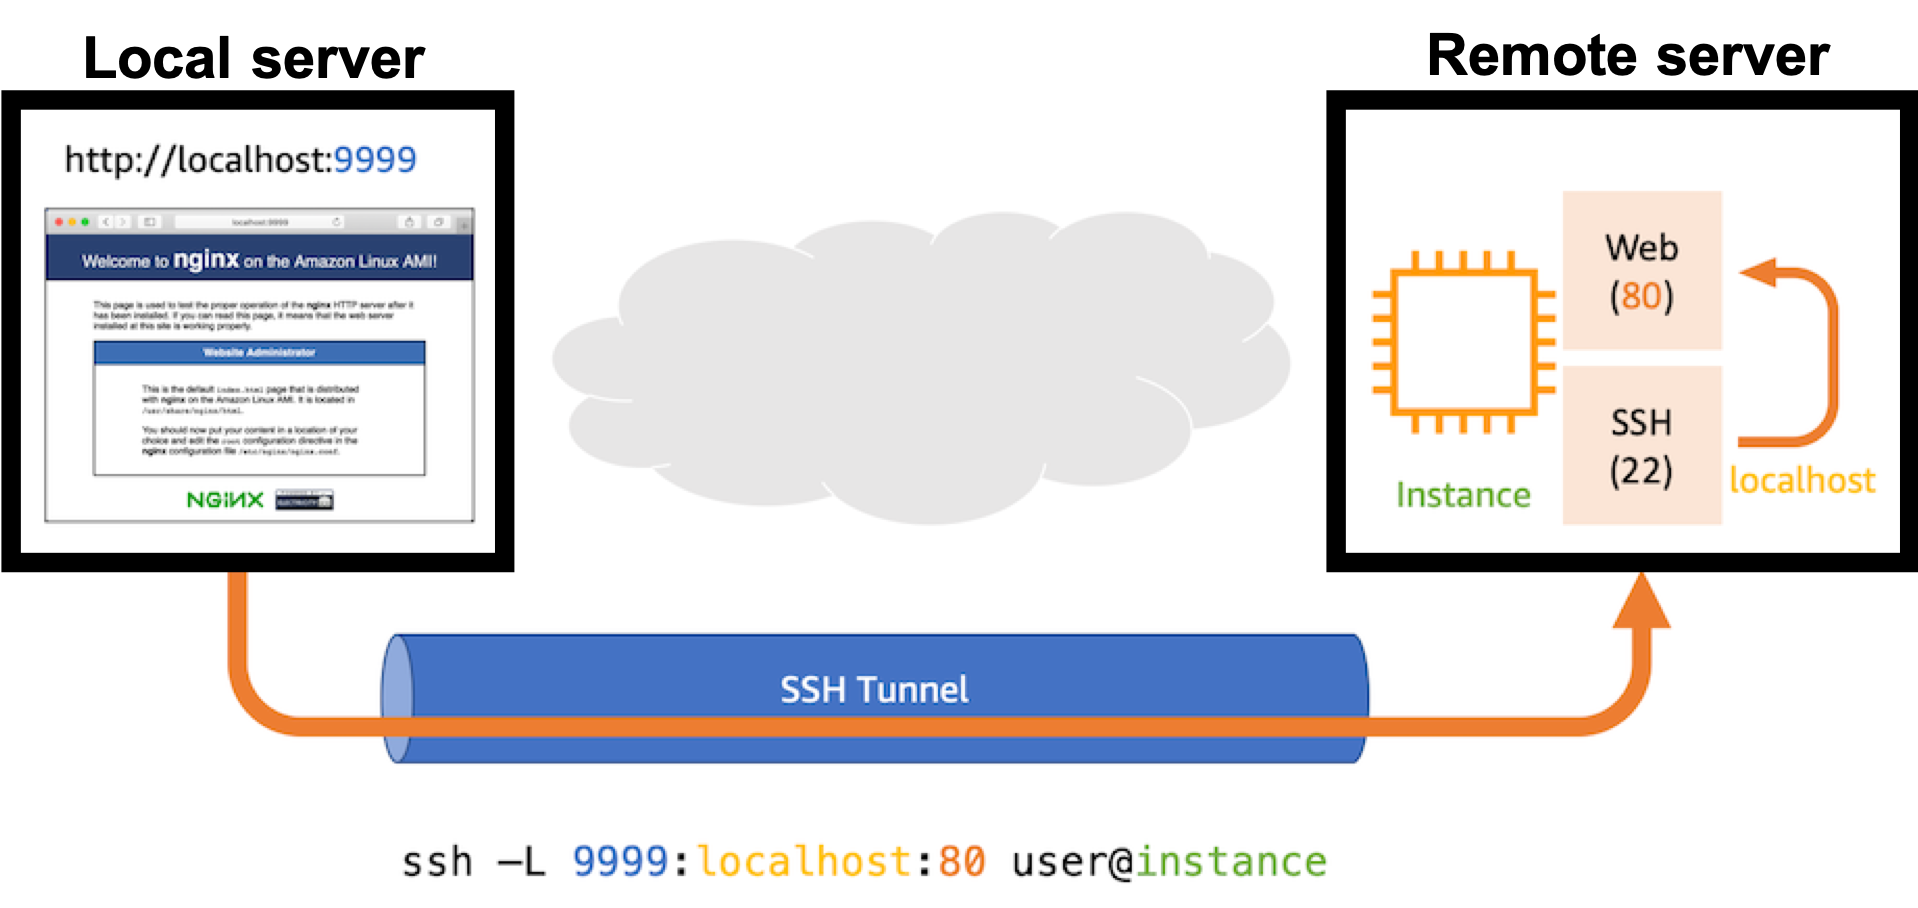 Local server
Remote server
http://localhost:9999
localhost:9999
Welcome to nginx on the Amazon Linux AMI!
This page is used to test the proper operation of the nginx HTTP server after it
has been installed. If you can read this page, it means that the web server
installed at this site is working properly.
Website Administrator
This is the default index.html page that is distributed
with nginx on the Amazon Linux AMI. It is located in
/usr/share/nginx/html.
You should now put your content in a location of your
choice and edit the root configuration directive in the
nginx configuration file /etc/nginx/nginx.conf.
NGINX
Web
(80)
SSH
(22)
Instance
localhost
SSH Tunnel
ssh –L 9999:localhost:80 user@instance